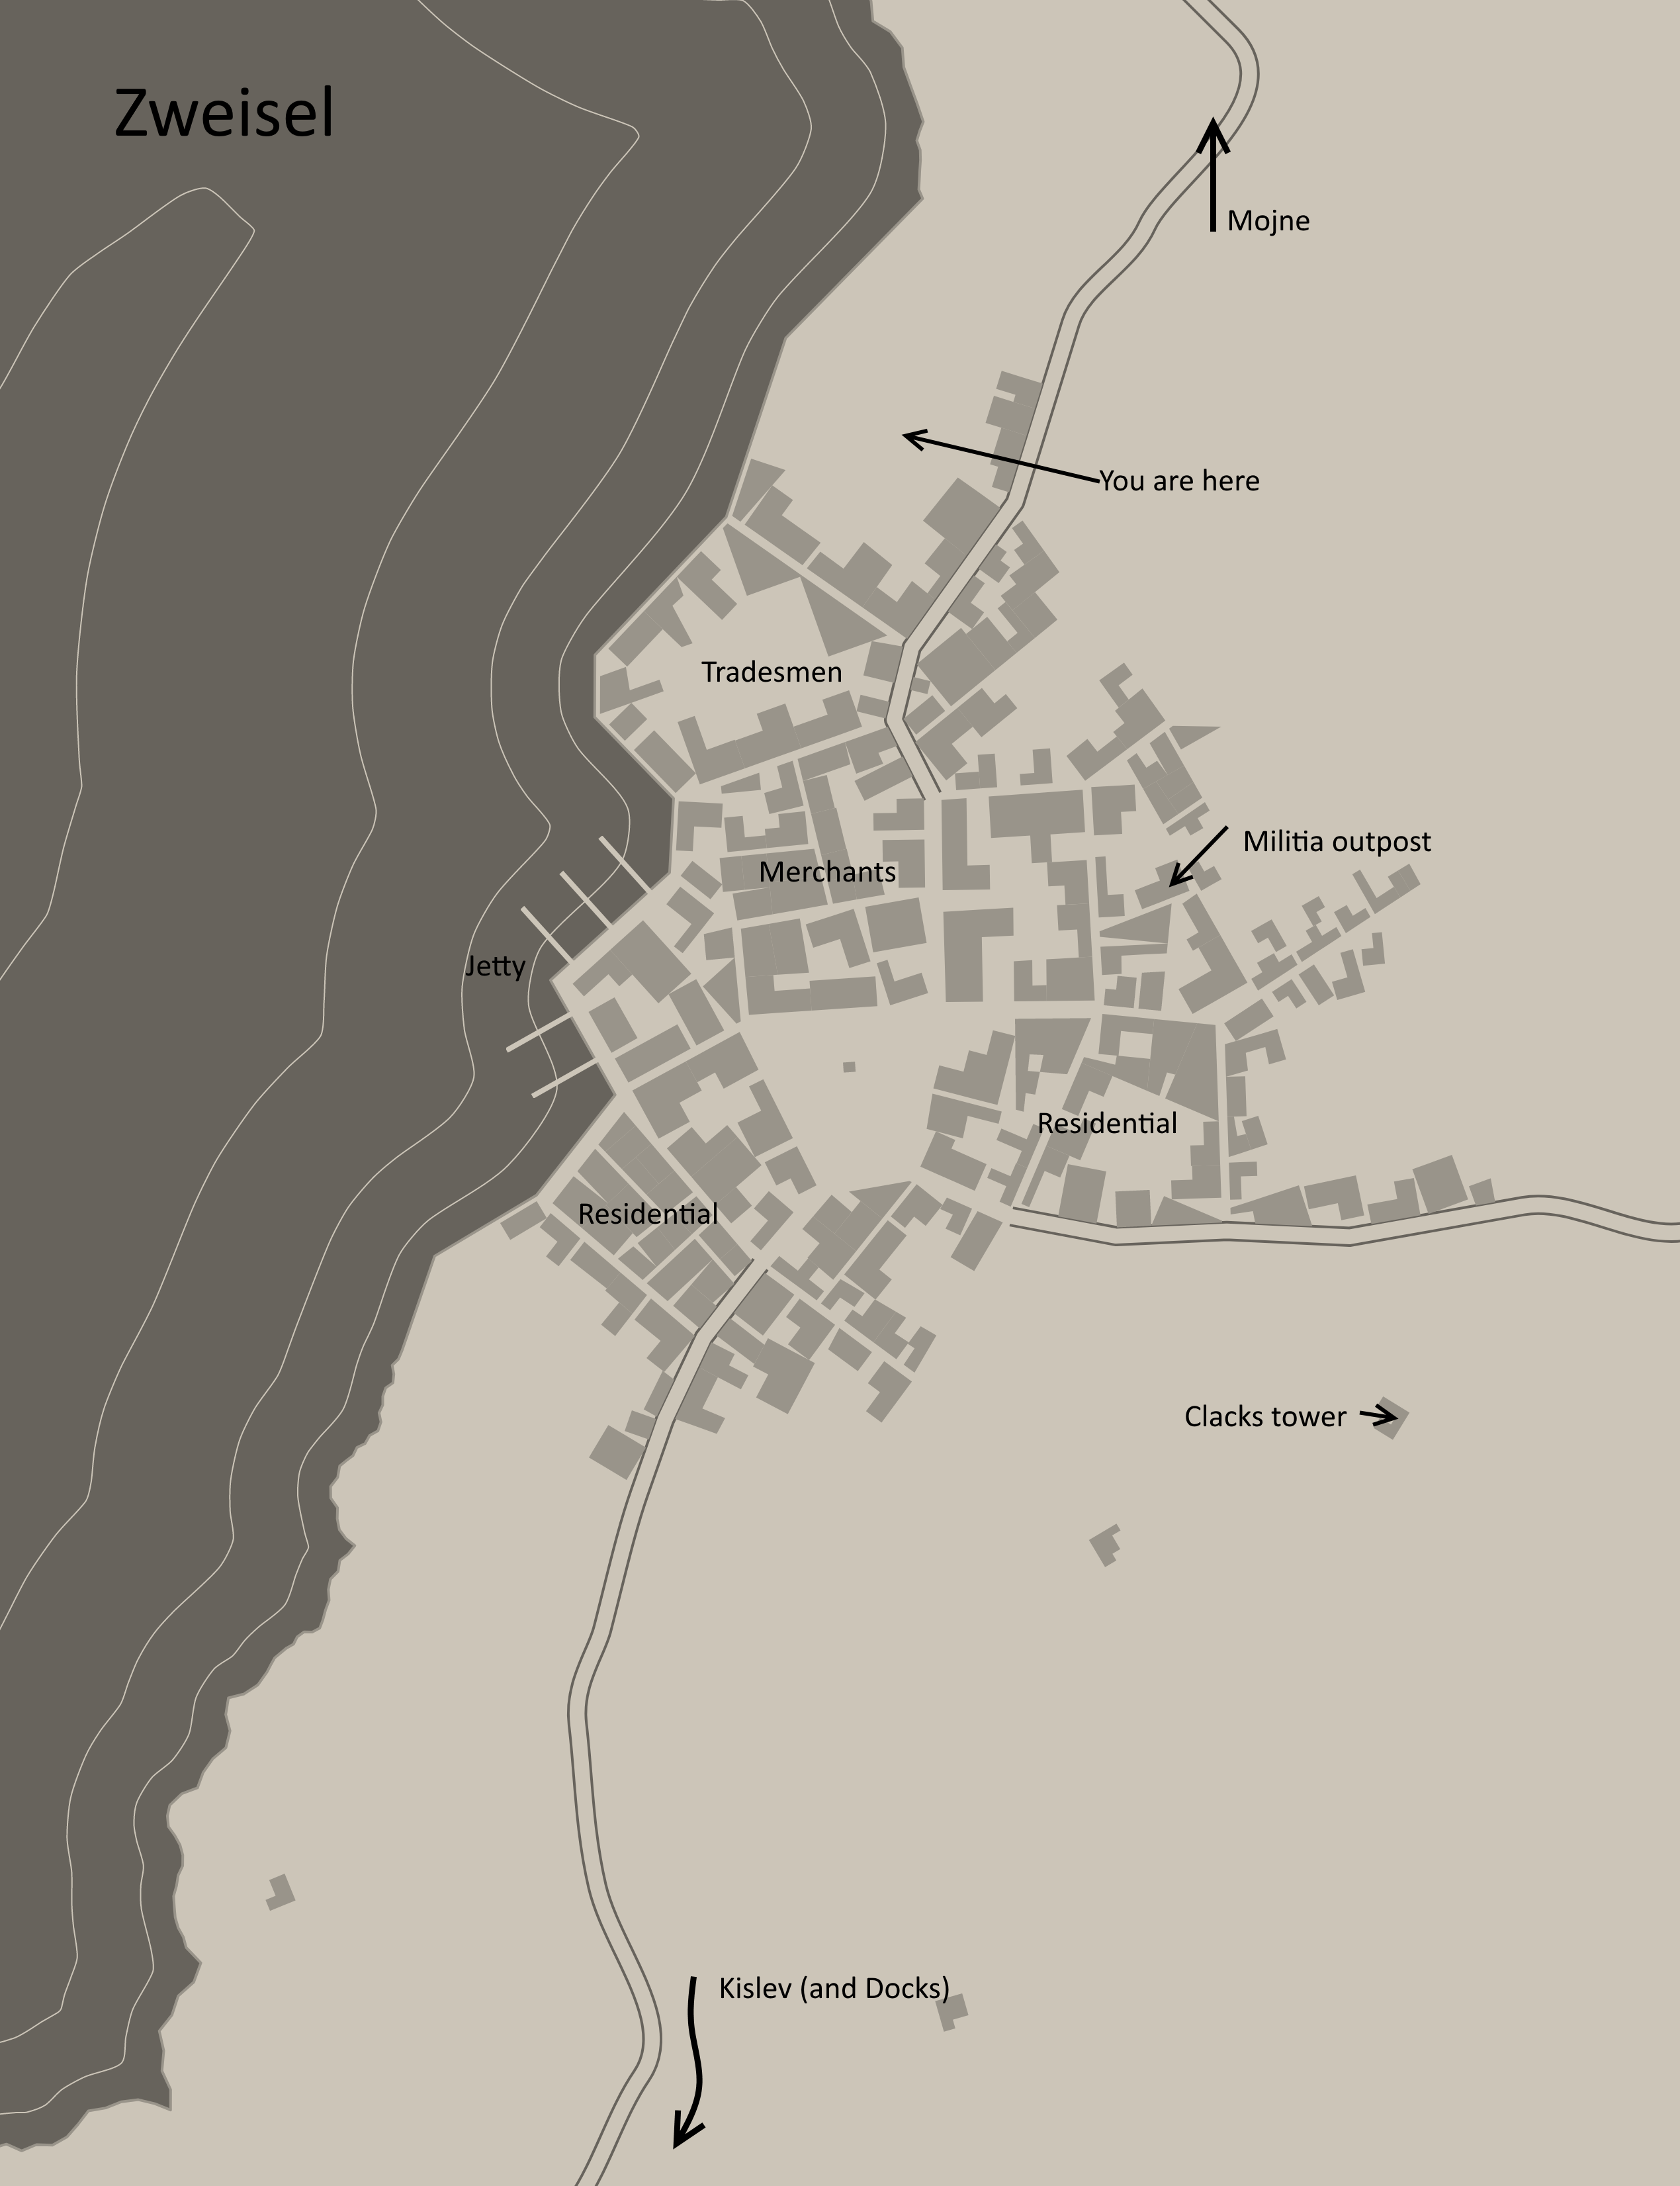 Zweisel
Mojne
You are here
Tradesmen
Militia outpost
Merchants
Jetty
Residential
Residential
Clacks tower
Kislev (and Docks)